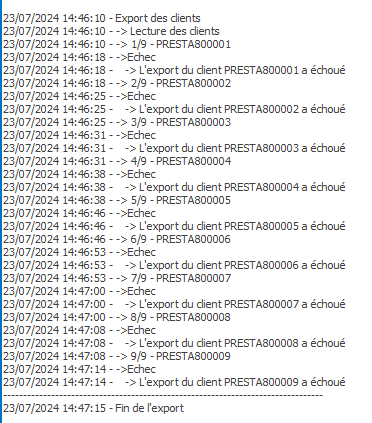 23/07/2024 14:46:10 - Export des clients
23/07/2024 14:46:10 - -> Lecture des clients
23/07/2024 14:46:10 - -> 1/9 - PRESTA800001
23/07/2024 14:46:18 - ->Echec
23/07/2024 14:46:18 -    -> L'export du client PRESTA800001 a échoué
23/07/2024 14:46:18 - -> 2/9 - PRESTA800002
23/07/2024 14:46:25 - ->Echec
23/07/2024 14:46:25 -    -> L'export du client PRESTA800002 a échoué
23/07/2024 14:46:25 - -> 3/9 - PRESTA800003
23/07/2024 14:46:31 - ->Echec
23/07/2024 14:46:31 -    -> L'export du client PRESTA800003 a échoué
23/07/2024 14:46:31 - -> 4/9 - PRESTA800004
23/07/2024 14:46:38 - ->Echec
23/07/2024 14:46:38 -    -> L'export du client PRESTA800004 a échoué
23/07/2024 14:46:38 - -> 5/9 - PRESTA800005
23/07/2024 14:46:46 - ->Echec
23/07/2024 14:46:46 -    -> L'export du client PRESTA800005 a échoué
23/07/2024 14:46:46 - -> 6/9 - PRESTA800006
23/07/2024 14:46:53 - ->Echec
23/07/2024 14:46:53 -    -> L'export du client PRESTA800006 a échoué
23/07/2024 14:46:53 - -> 7/9 - PRESTA800007
23/07/2024 14:47:00 - ->Echec
23/07/2024 14:47:00 -    -> L'export du client PRESTA800007 a échoué
23/07/2024 14:47:00 - -> 8/9 - PRESTA800008
23/07/2024 14:47:08 - ->Echec
23/07/2024 14:47:08 -    -> L'export du client PRESTA800008 a échoué
23/07/2024 14:47:08 - -> 9/9 - PRESTA800009
23/07/2024 14:47:14 - ->Echec
23/07/2024 14:47:14 -    -> L'export du client PRESTA800009 a échoué
--------------------------------------------------------------------------------
23/07/2024 14:47:15 - Fin de l'export